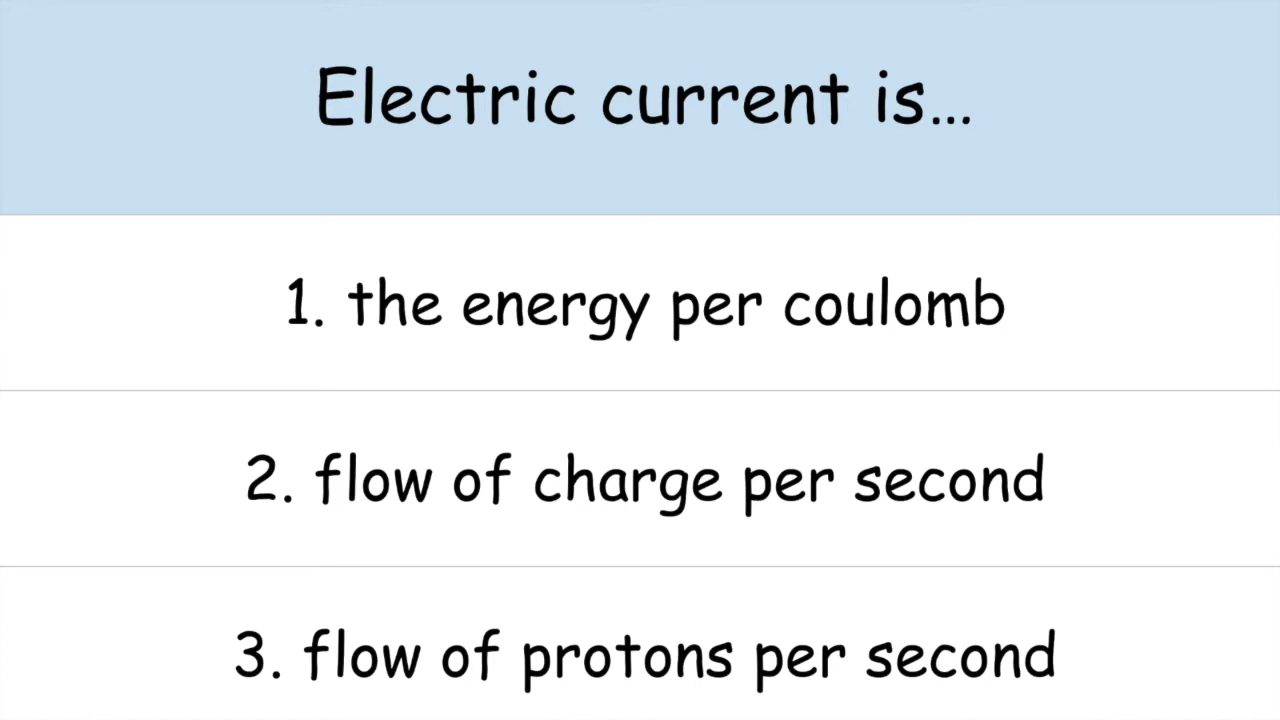 Electric current is...
1. the energy per coulomb
2. flow of charge per second
3. flow of protons per second